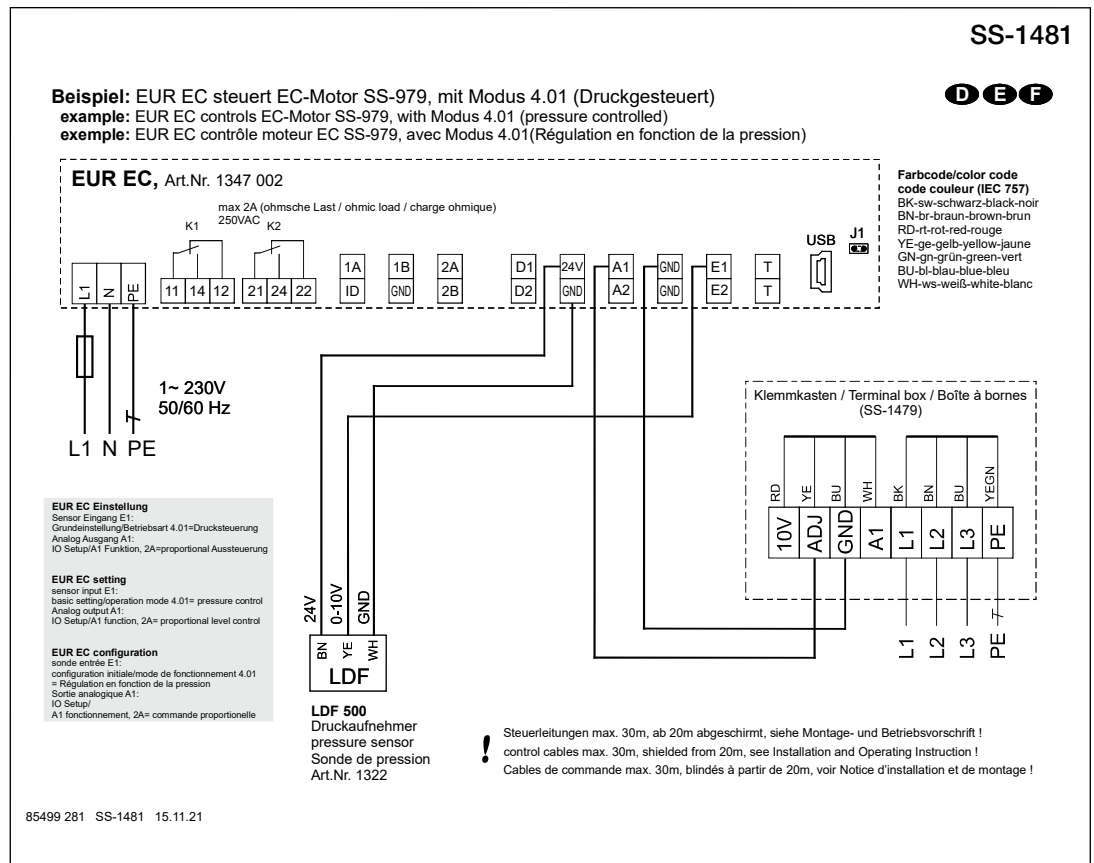 SS-1481
Beispiel: EUR EC steuert EC-Motor SS-979, mit Modus 4.01 (Druckgesteuert)
example: EUR EC controls EC-Motor SS-979, with Modus 4.01 (pressure controlled)
exemple: EUR EC contrôle moteur EC SS-979, avec Modus 4.01(Régulation en fonction de la pression)
D E F
EUR EC, Art.Nr. 1347 002
max 2A (ohmsche Last / ohmic load / charge ohmique)
250VAC
K1 K2
USB J1
L1 N PE
11 14 12 21 24 22
1A 1B 2A D1 24V A1 GND E1 T
ID GND 2B D2 GND A2 GND E2 T
Farbcode/color code
code couleur (IEC 757)
BK-sw-schwarz-black-noir
BN-br-braun-brown-brun
RD-rt-rot-red-rouge
YE-ge-gelb-yellow-jaune
GN-gn-grün-green-vert
BU-bl-blau-blue-bleu
WH-ws-weiß-white-blanc
1~ 230V
50/60 Hz
L1 N PE
Klemmkasten / Terminal box / Boîte à bornes
(SS-1479)
RD YE BU WH BK BN BU YEGN
10V ADJ GND A1 L1 L2 L3 PE
L1 L2 L3 PE
EUR EC Einstellung
Sensor Eingang E1:
Grundeinstellung/Betriebsart 4.01=Drucksteuerung
Analog Ausgang A1:
IO Setup/A1 Funktion, 2A=proportional Aussteuerung
EUR EC setting
sensor input E1:
basic setting/operation mode 4.01= pressure control
Analog output A1:
IO Setup/A1 function, 2A= proportional level control
EUR EC configuration
sonde entrée E1:
configuration initiale/mode de fonctionnement 4.01
= Régulation en fonction de la pression
Sortie analogique A1:
IO Setup/
A1 fonctionnement, 2A= commande proportionelle
24V 0-10V GND
BN YE WH
LDF
LDF 500
Druckaufnehmer
pressure sensor
Sonde de pression
Art.Nr. 1322
!
Steuerleitungen max. 30m, ab 20m abgeschirmt, siehe Montage- und Betriebsvorschrift !
control cables max. 30m, shielded from 20m, see Installation and Operating Instruction !
Cables de commande max. 30m, blindés à partir de 20m, voir Notice d'installation et de montage !
85499 281 SS-1481 15.11.21